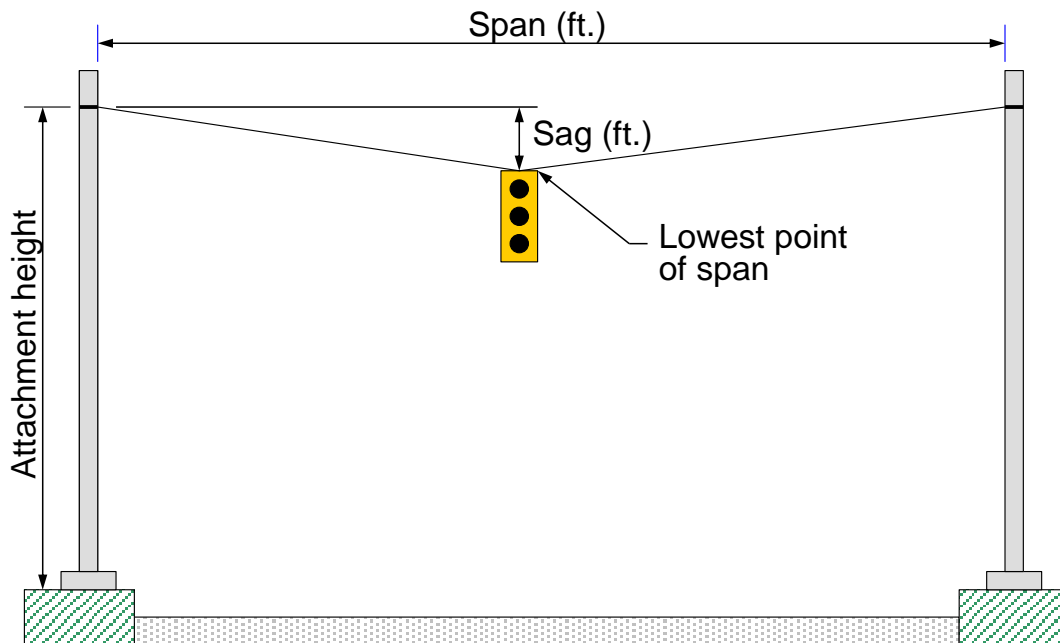 Span (ft.)
Sag (ft.)
Lowest point
of span
Attachment height